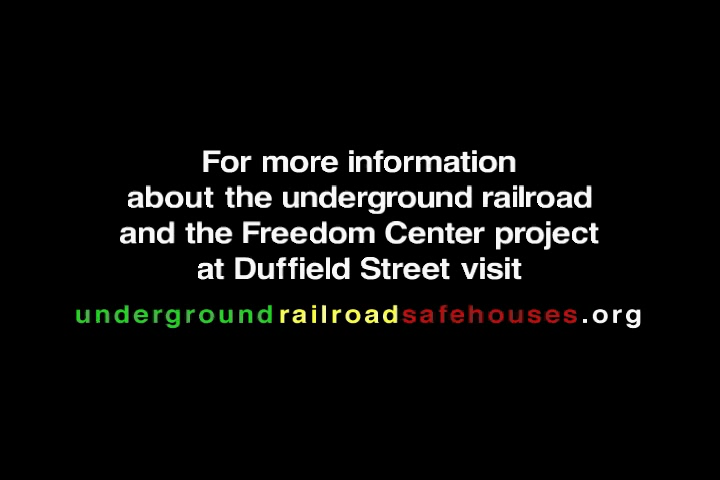 For more information
about the underground railroad
and the Freedom Center project
at Duffield Street visit
undergroundrailroadsafehouses.org